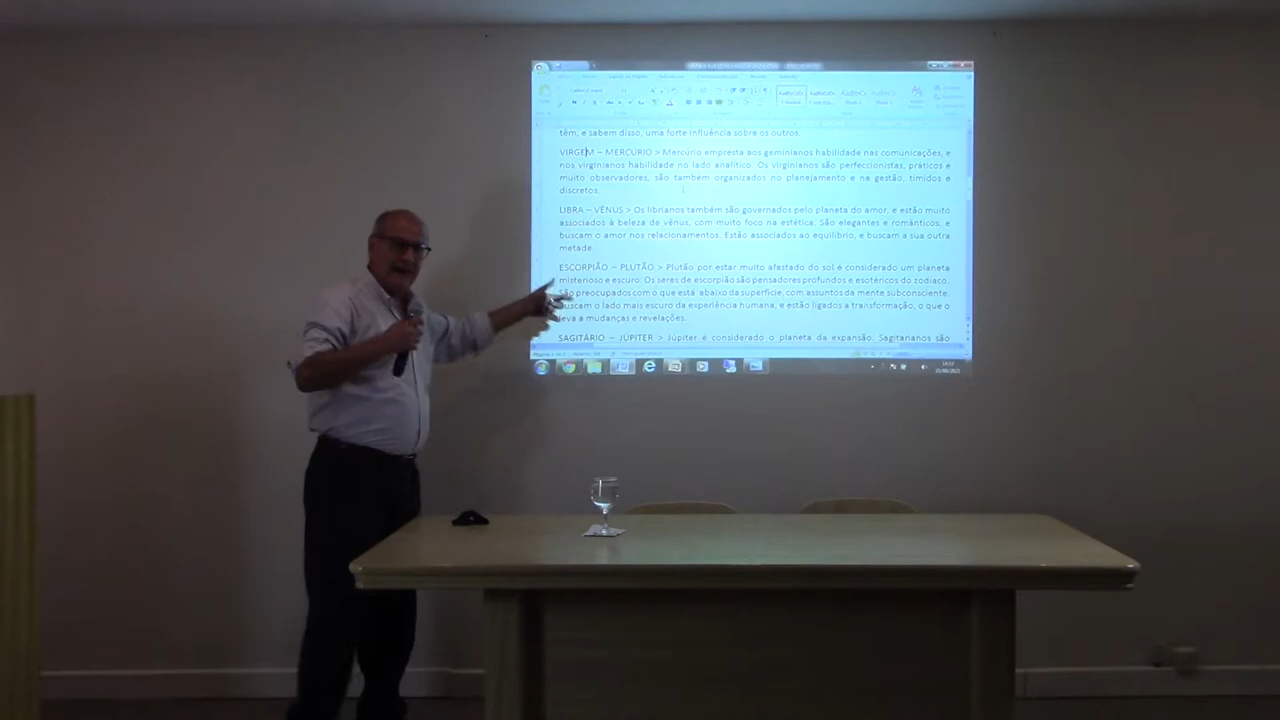 têm, e sabem disso, uma forte influência sobre os outros.
VIRGEM – MERCÚRIO > Mercúrio empresta aos geminianos habilidade nas comunicações, e
nos virginianos habilidade no lado analítico. Os virginianos são perfeccionistas, práticos e
muito observadores, são também organizados no planejamento e na gestão, tímidos e
discretos.
LIBRA – VÊNUS > Os librianos também são governados pelo planeta do amor, e estão muito
associados à beleza de vênus, com muito foco na estética. São elegantes e românticos, e
buscam o amor nos relacionamentos. Estão associados ao equilíbrio, e buscam a sua outra
metade.
ESCORPIÃO – PLUTÃO > Plutão por estar muito afastado do sol é considerado um planeta
misterioso e escuro. Os seres de escorpião são pensadores profundos e esotéricos do zodíaco.
São preocupados com o que está abaixo da superfície, com assuntos da mente subconsciente.
Buscam o lado mais escuro da experiência humana, e estão ligados a transformação, o que o
leva a mudanças e revelações.
SAGITÁRIO – JÚPITER > Júpiter é considerado o planeta da expansão. Sagitarianos são
14:17
25/08/2021